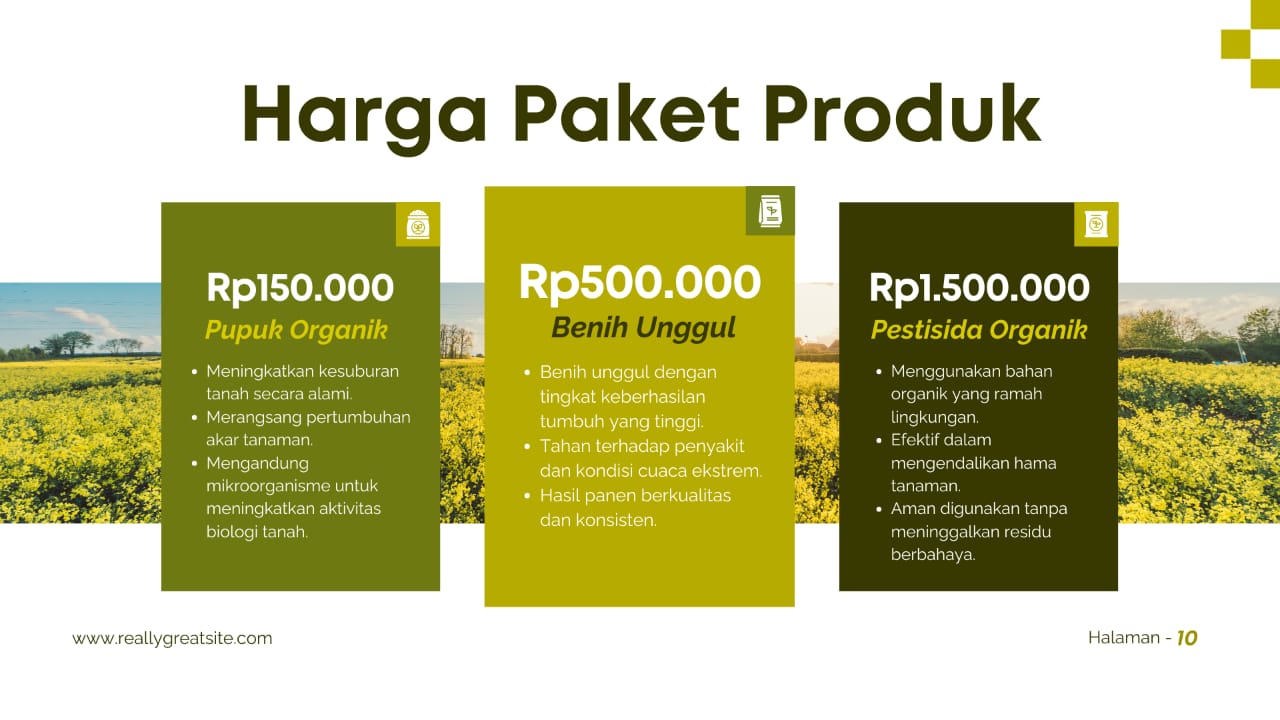 Harga Paket Produk
Rp150.000
Pupuk Organik
• Meningkatkan kesuburan
tanah secara alami.
• Merangsang pertumbuhan
akar tanaman.
• Mengandung
mikroorganisme untuk
meningkatkan aktivitas
biologi tanah.
Rp500.000
Benih Unggul
• Benih unggul dengan
tingkat keberhasilan
tumbuh yang tinggi.
• Tahan terhadap penyakit
dan kondisi cuaca ekstrem.
• Hasil panen berkualitas
dan konsisten.
Rp1.500.000
Pestisida Organik
• Menggunakan bahan
organik yang ramah
lingkungan.
• Efektif dalam
mengendalikan hama
tanaman.
• Aman digunakan tanpa
meninggalkan residu
berbahaya.
www.reallygreatsite.com
Halaman - 10